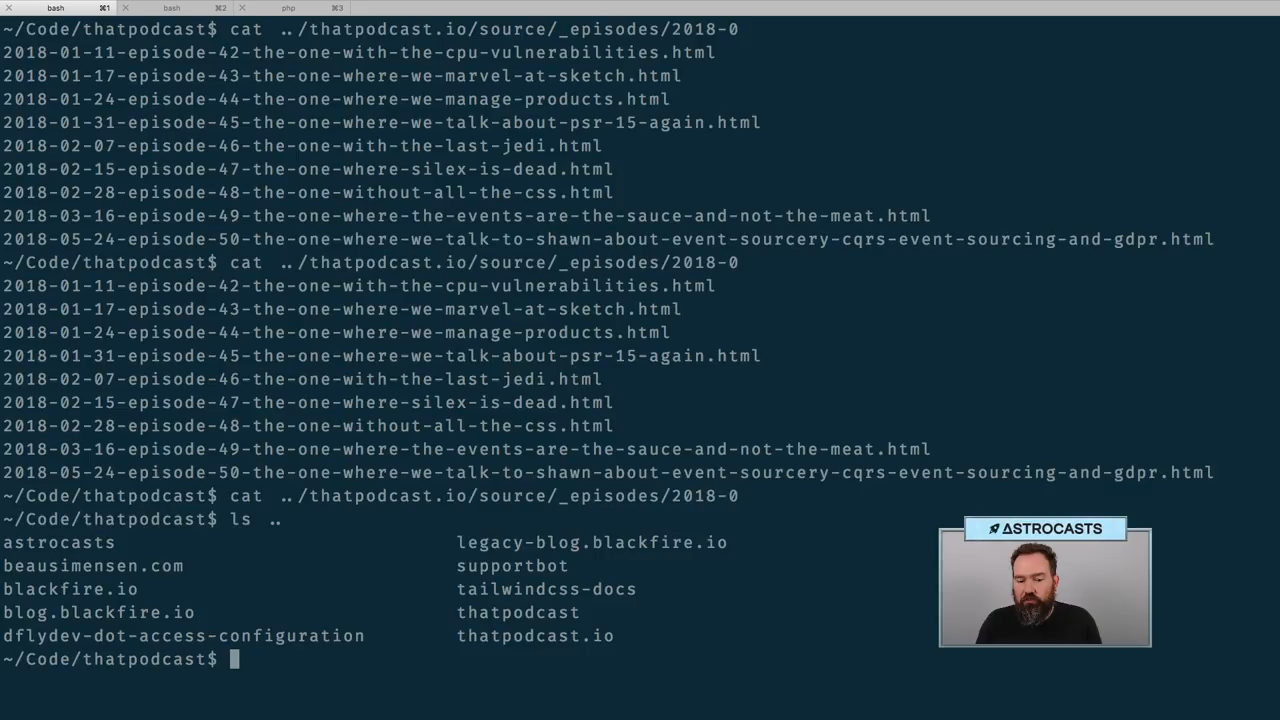 bash ⌘1 bash ⌘2 php ⌘3
~/Code/thatpodcast$ cat ../thatpodcast.io/source/_episodes/2018-0
2018-01-11-episode-42-the-one-with-the-cpu-vulnerabilities.html
2018-01-17-episode-43-the-one-where-we-marvel-at-sketch.html
2018-01-24-episode-44-the-one-where-we-manage-products.html
2018-01-31-episode-45-the-one-where-we-talk-about-psr-15-again.html
2018-02-07-episode-46-the-one-with-the-last-jedi.html
2018-02-15-episode-47-the-one-where-silex-is-dead.html
2018-02-28-episode-48-the-one-without-all-the-css.html
2018-03-16-episode-49-the-one-where-the-events-are-the-sauce-and-not-the-meat.html
2018-05-24-episode-50-the-one-where-we-talk-to-shawn-about-event-sourcery-cqrs-event-sourcing-and-gdpr.html
~/Code/thatpodcast$ cat ../thatpodcast.io/source/_episodes/2018-0
2018-01-11-episode-42-the-one-with-the-cpu-vulnerabilities.html
2018-01-17-episode-43-the-one-where-we-marvel-at-sketch.html
2018-01-24-episode-44-the-one-where-we-manage-products.html
2018-01-31-episode-45-the-one-where-we-talk-about-psr-15-again.html
2018-02-07-episode-46-the-one-with-the-last-jedi.html
2018-02-15-episode-47-the-one-where-silex-is-dead.html
2018-02-28-episode-48-the-one-without-all-the-css.html
2018-03-16-episode-49-the-one-where-the-events-are-the-sauce-and-not-the-meat.html
2018-05-24-episode-50-the-one-where-we-talk-to-shawn-about-event-sourcery-cqrs-event-sourcing-and-gdpr.html
~/Code/thatpodcast$ cat ../thatpodcast.io/source/_episodes/2018-0
~/Code/thatpodcast$ ls ..
astrocasts legacy-blog.blackfire.io
beausimensen.com supportbot
blackfire.io tailwindcss-docs
blog.blackfire.io thatpodcast
dflydev-dot-access-configuration thatpodcast.io
~/Code/thatpodcast$
ASTROCASTS